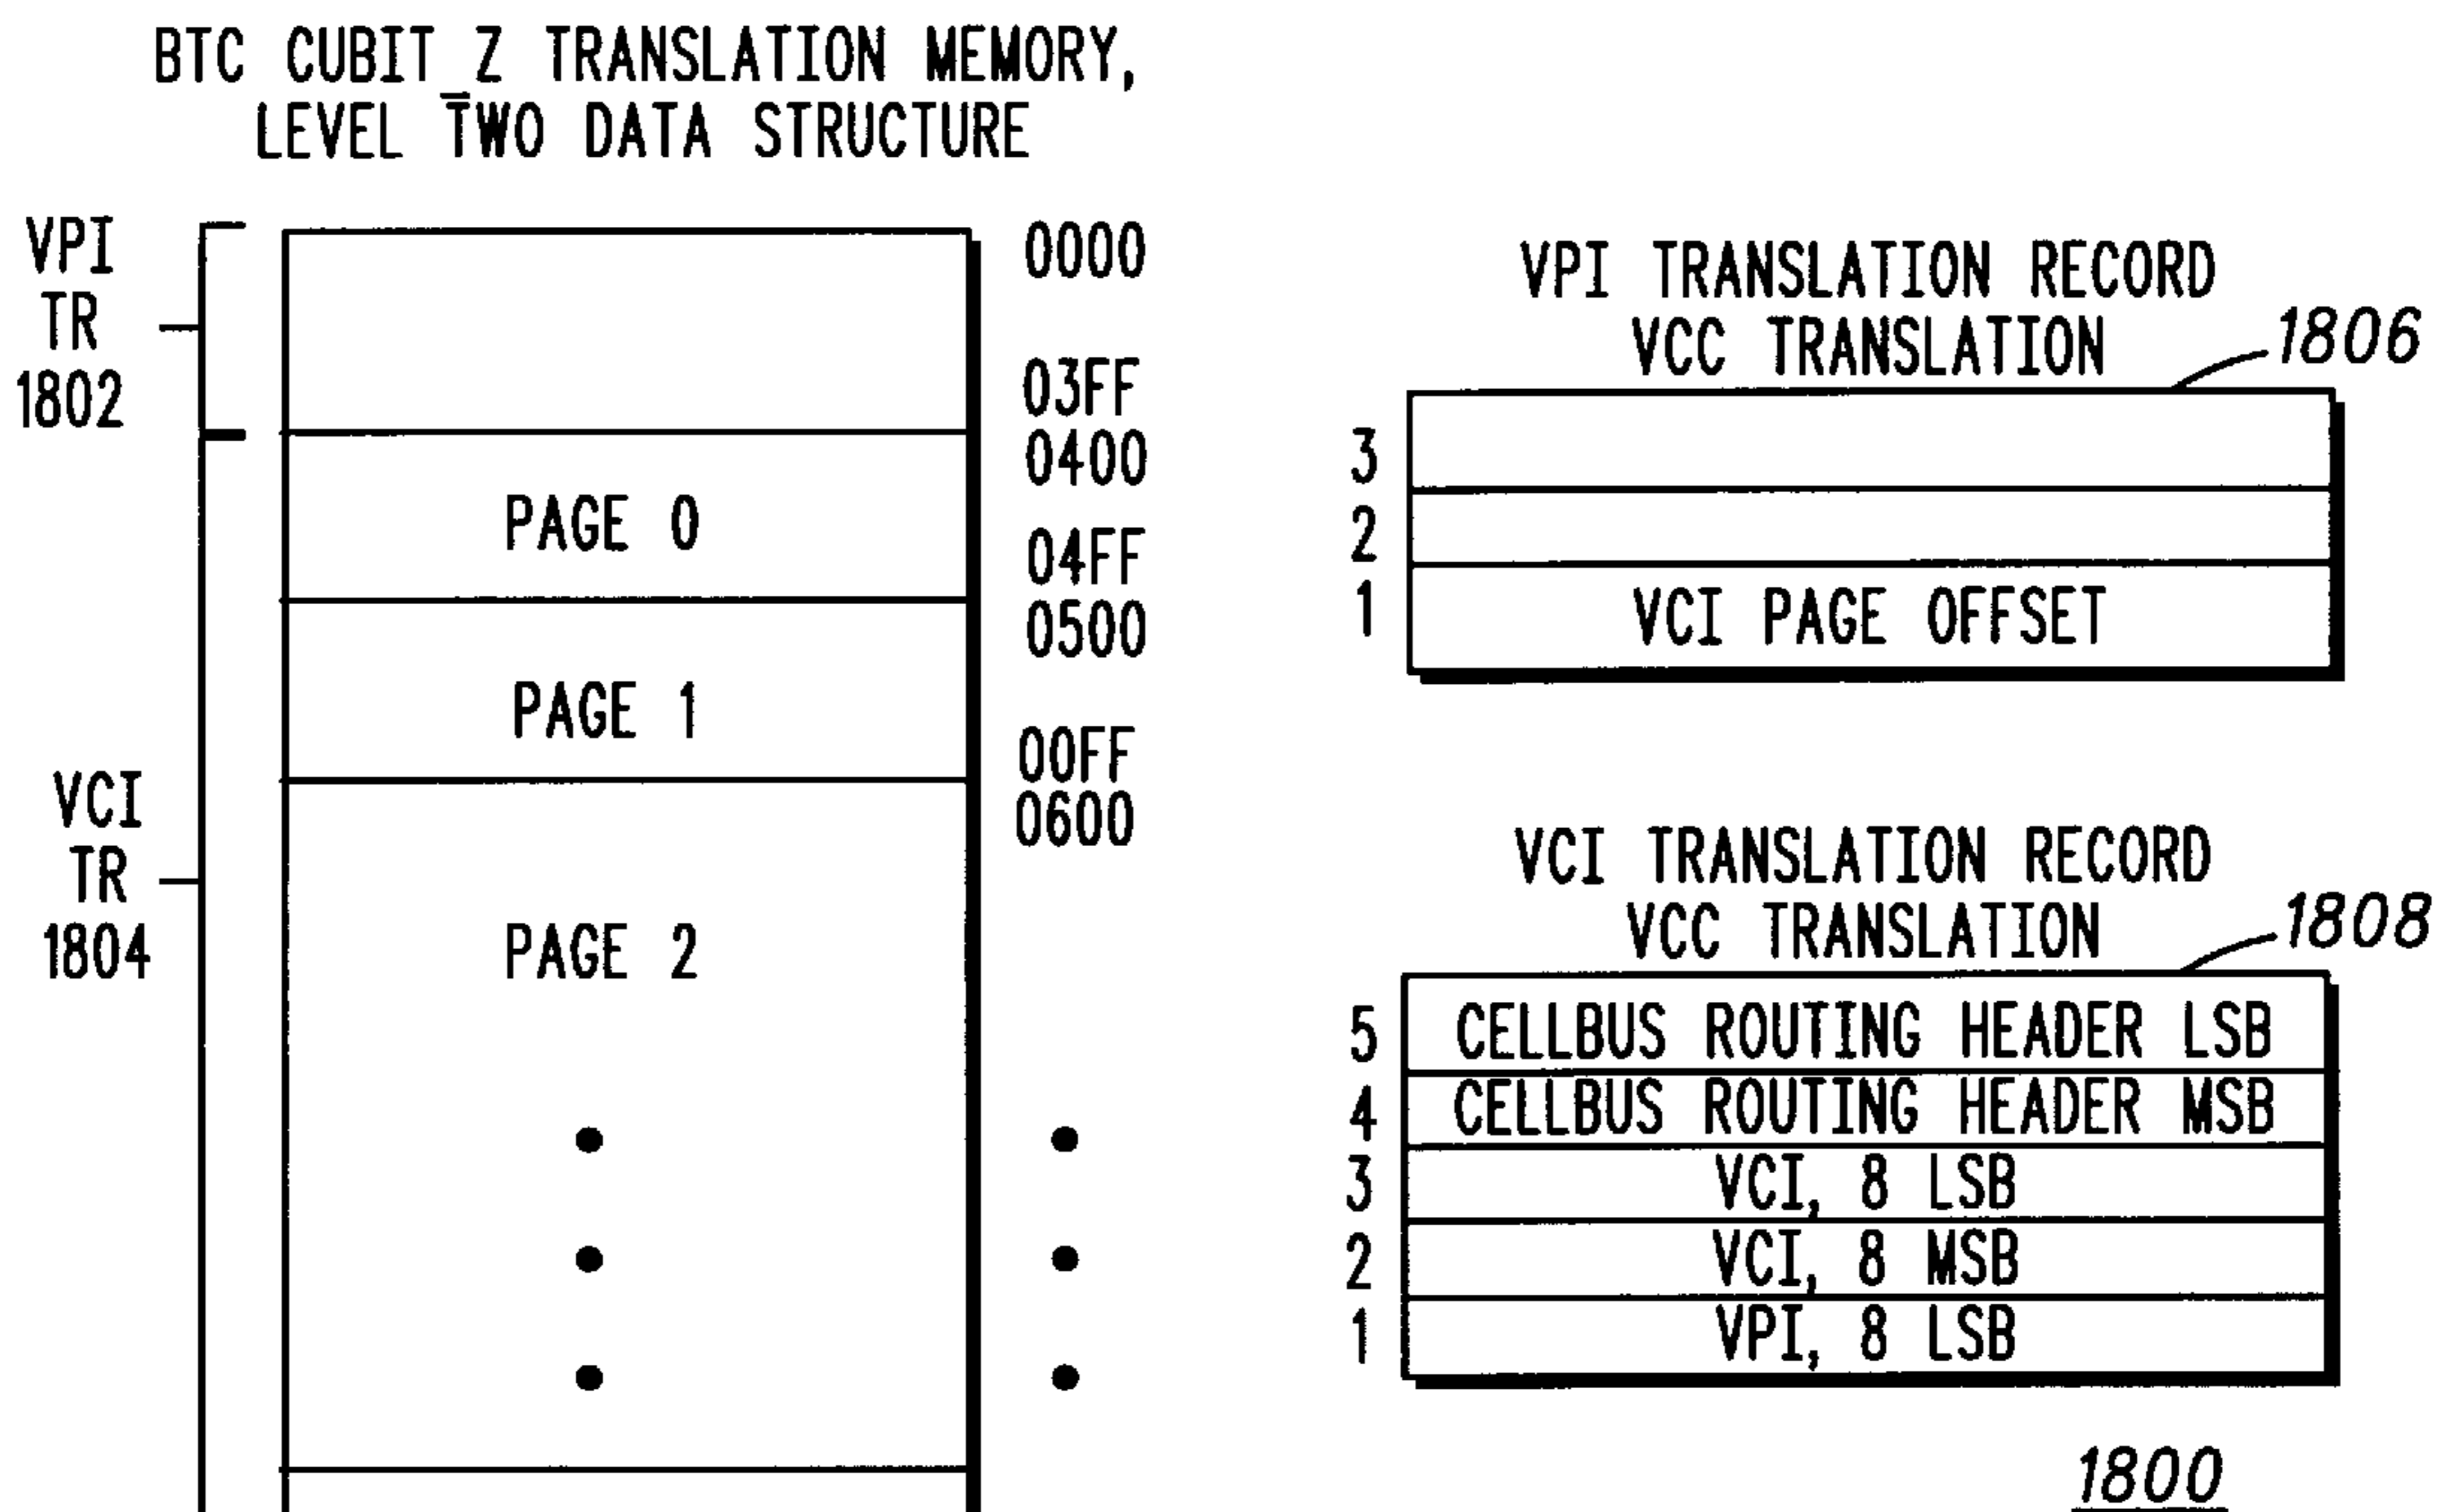 BTC CUBIT_Z TRANSLATION MEMORY,
LEVEL TWO DATA STRUCTURE
VPI
TR
1802
0000
03FF
0400
PAGE 0
04FF
0500
PAGE 1
00FF
0600
VCI
TR
1804
PAGE 2
VPI TRANSLATION RECORD
VCC TRANSLATION
1806
3
2
1 VCI PAGE OFFSET
VCI TRANSLATION RECORD
VCC TRANSLATION
1808
5 CELLBUS ROUTING HEADER LSB
4 CELLBUS ROUTING HEADER MSB
3 VCI, 8 LSB
2 VCI, 8 MSB
1 VPI, 8 LSB
1800